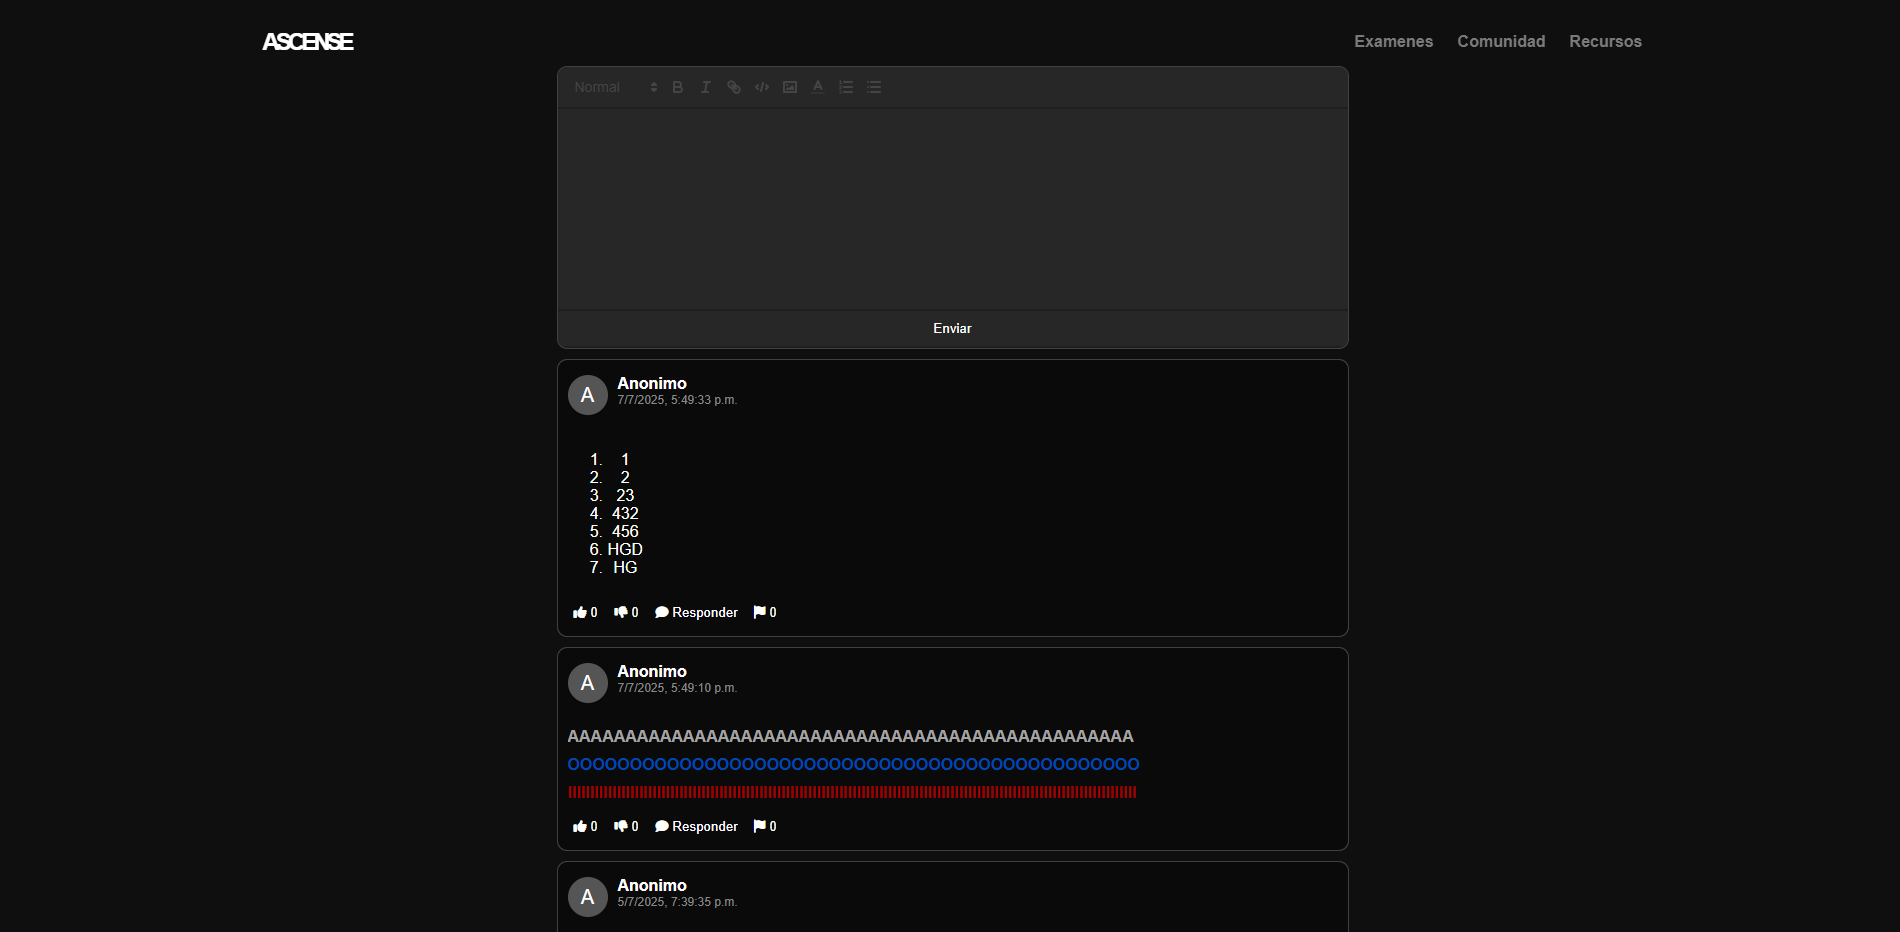 ASCENSE
Examenes Comunidad Recursos
Normal
Enviar
A
Anonimo
7/7/2025, 5:49:33 p.m.
1. 1
2. 2
3. 23
4. 432
5. 456
6. HGD
7. HG
0 0 Responder 0
A
Anonimo
7/7/2025, 5:49:10 p.m.
AAAAAAAAAAAAAAAAAAAAAAAAAAAAAAAAAAAAAAAAAAAAAAAAA
OOOOOOOOOOOOOOOOOOOOOOOOOOOOOOOOOOOOOOOOOOOOOO
0 0 Responder 0
A
Anonimo
5/7/2025, 7:39:35 p.m.